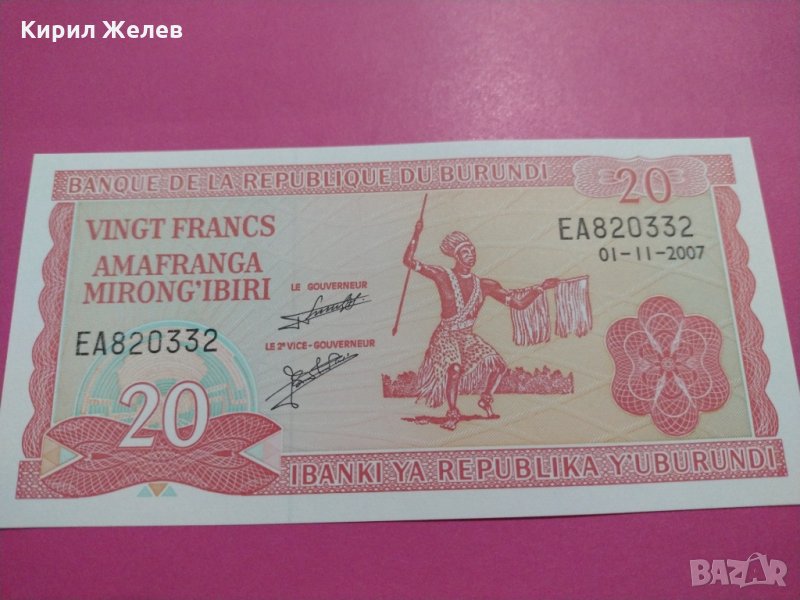 Кирил Желев
BANQUE DE LA REPUBLIQUE DU BURUNDI
20
VINGT FRANCS
AMAFRANGA
MIRONG'IBIRI
EA820332
01-11-2007
LE GOUVERNEUR
LE 2e VICE-GOUVERNEUR
EA820332
20
IBANKI YA REPUBLIKA Y'UBURUNDI
BAZAR